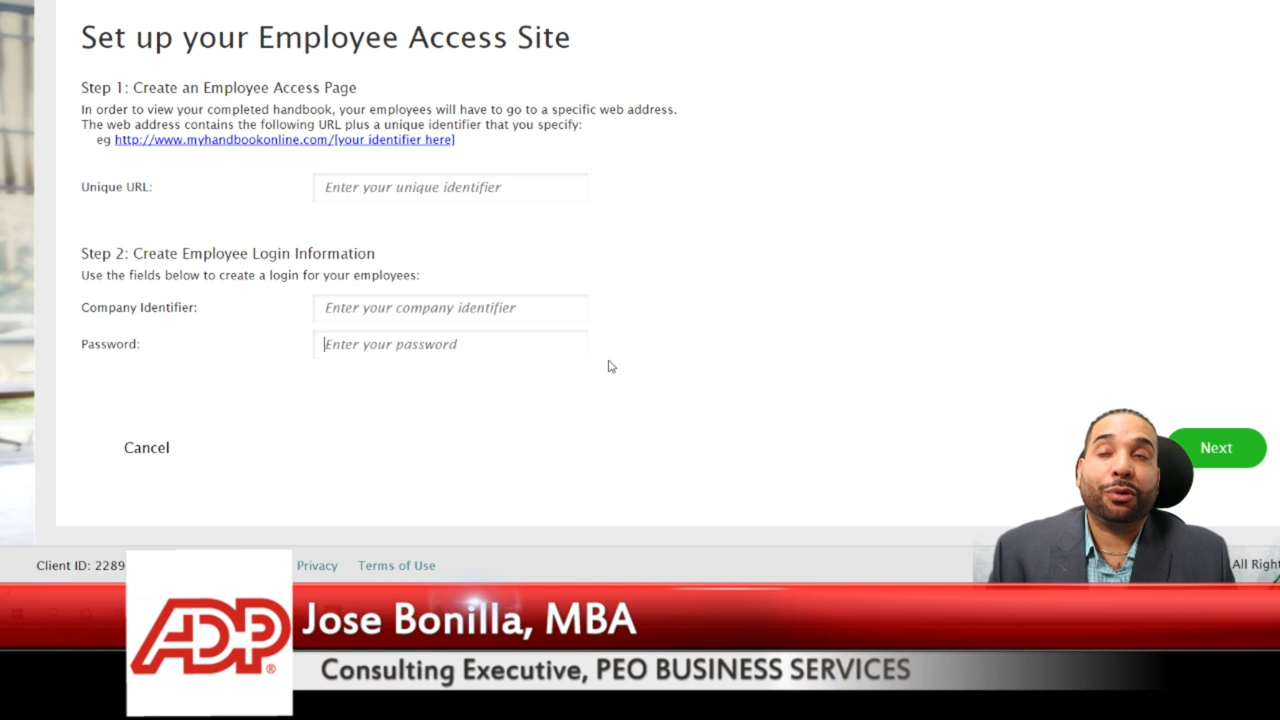 Set up your Employee Access Site
Step 1: Create an Employee Access Page
In order to view your completed handbook, your employees will have to go to a specific web address.
The web address contains the following URL plus a unique identifier that you specify:
eg http://www.myhandbookonline.com/[your identifier here]
Unique URL: Enter your unique identifier
Step 2: Create Employee Login Information
Use the fields below to create a login for your employees:
Company Identifier: Enter your company identifier
Password: Enter your password
Cancel Next
Client ID: 2289 Privacy Terms of Use All Righ
ADP®
Jose Bonilla, MBA
Consulting Executive, PEO BUSINESS SERVICES